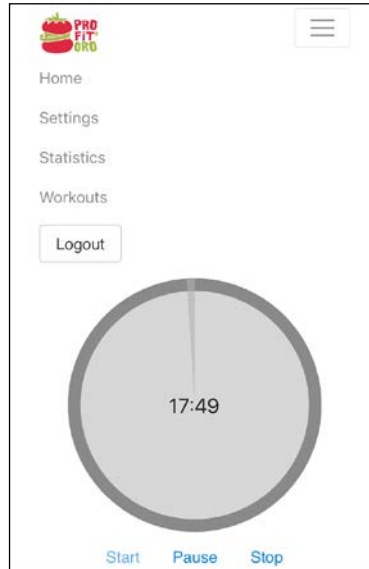 PRO
FIT
ORO
Home
Settings
Statistics
Workouts
Logout
17:49
Start Pause Stop